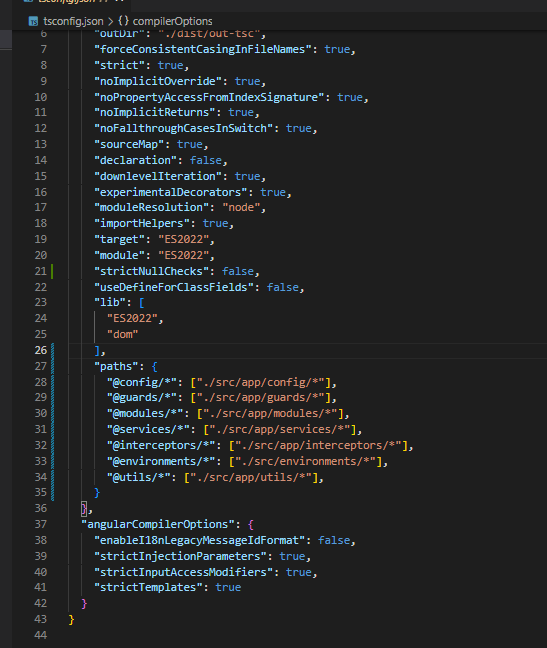 tsconfig.json > {} compilerOptions
6 "outDir": "./dist/out-tsc",
7 "forceConsistentCasingInFileNames": true,
8 "strict": true,
9 "noImplicitOverride": true,
10 "noPropertyAccessFromIndexSignature": true,
11 "noImplicitReturns": true,
12 "noFallthroughCasesInSwitch": true,
13 "sourceMap": true,
14 "declaration": false,
15 "downlevelIteration": true,
16 "experimentalDecorators": true,
17 "moduleResolution": "node",
18 "importHelpers": true,
19 "target": "ES2022",
20 "module": "ES2022",
21 "strictNullChecks": false,
22 "useDefineForClassFields": false,
23 "lib": [
24 "ES2022",
25 "dom"
26 ],
27 "paths": {
28 "@config/*": ["./src/app/config/*"],
29 "@guards/*": ["./src/app/guards/*"],
30 "@modules/*": ["./src/app/modules/*"],
31 "@services/*": ["./src/app/services/*"],
32 "@interceptors/*": ["./src/app/interceptors/*"],
33 "@environments/*": ["./src/environments/*"],
34 "@utils/*": ["./src/app/utils/*"],
35 }
36 },
37 "angularCompilerOptions": {
38 "enableI18nLegacyMessageIdFormat": false,
39 "strictInjectionParameters": true,
40 "strictInputAccessModifiers": true,
41 "strictTemplates": true
42 }
43 }
44